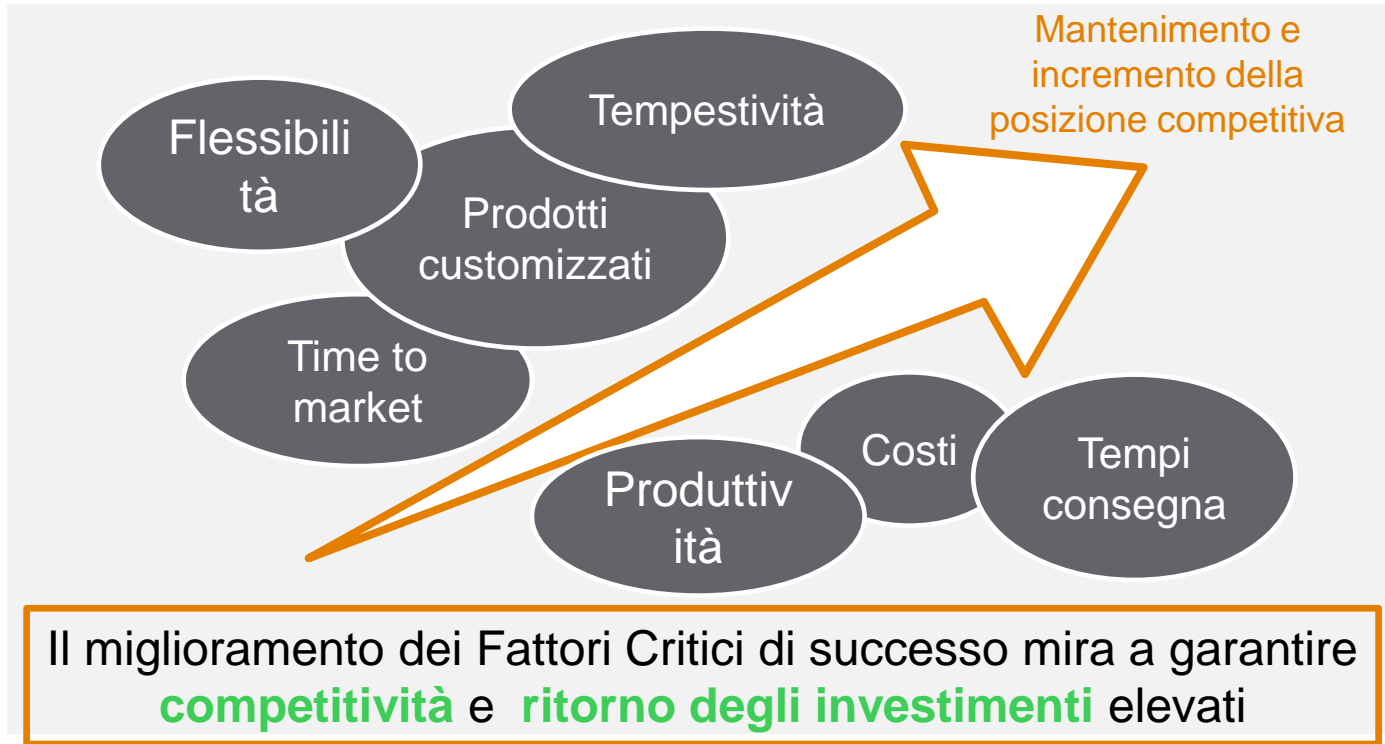 Mantenimento e
incremento della
posizione competitiva
Tempestività
Flessibili
tà
Prodotti
customizzati
Time to
market
Costi
Tempi
consegna
Produttiv
ità
Il miglioramento dei Fattori Critici di successo mira a garantire
competitività e ritorno degli investimenti elevati